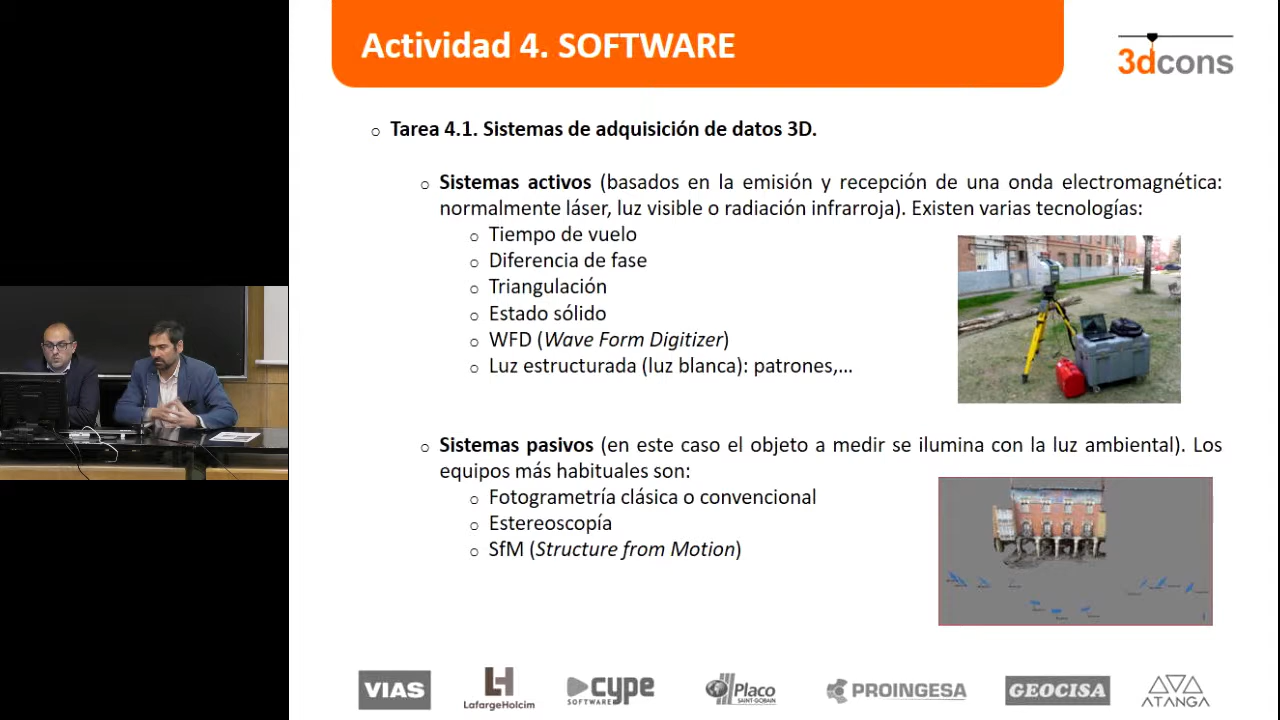 Actividad 4. SOFTWARE
3dcons
○ Tarea 4.1. Sistemas de adquisición de datos 3D.
○ Sistemas activos (basados en la emisión y recepción de una onda electromagnética:
normalmente láser, luz visible o radiación infrarroja). Existen varias tecnologías:
○ Tiempo de vuelo
○ Diferencia de fase
○ Triangulación
○ Estado sólido
○ WFD (Wave Form Digitizer)
○ Luz estructurada (luz blanca): patrones,...
○ Sistemas pasivos (en este caso el objeto a medir se ilumina con la luz ambiental). Los
equipos más habituales son:
○ Fotogrametría clásica o convencional
○ Estereoscopía
○ SfM (Structure from Motion)
VIAS
LafargeHolcim
cype
SOFTWARE
Placo
SAINT-GOBAIN
PROINGESA
GEOCISA
ATANGA